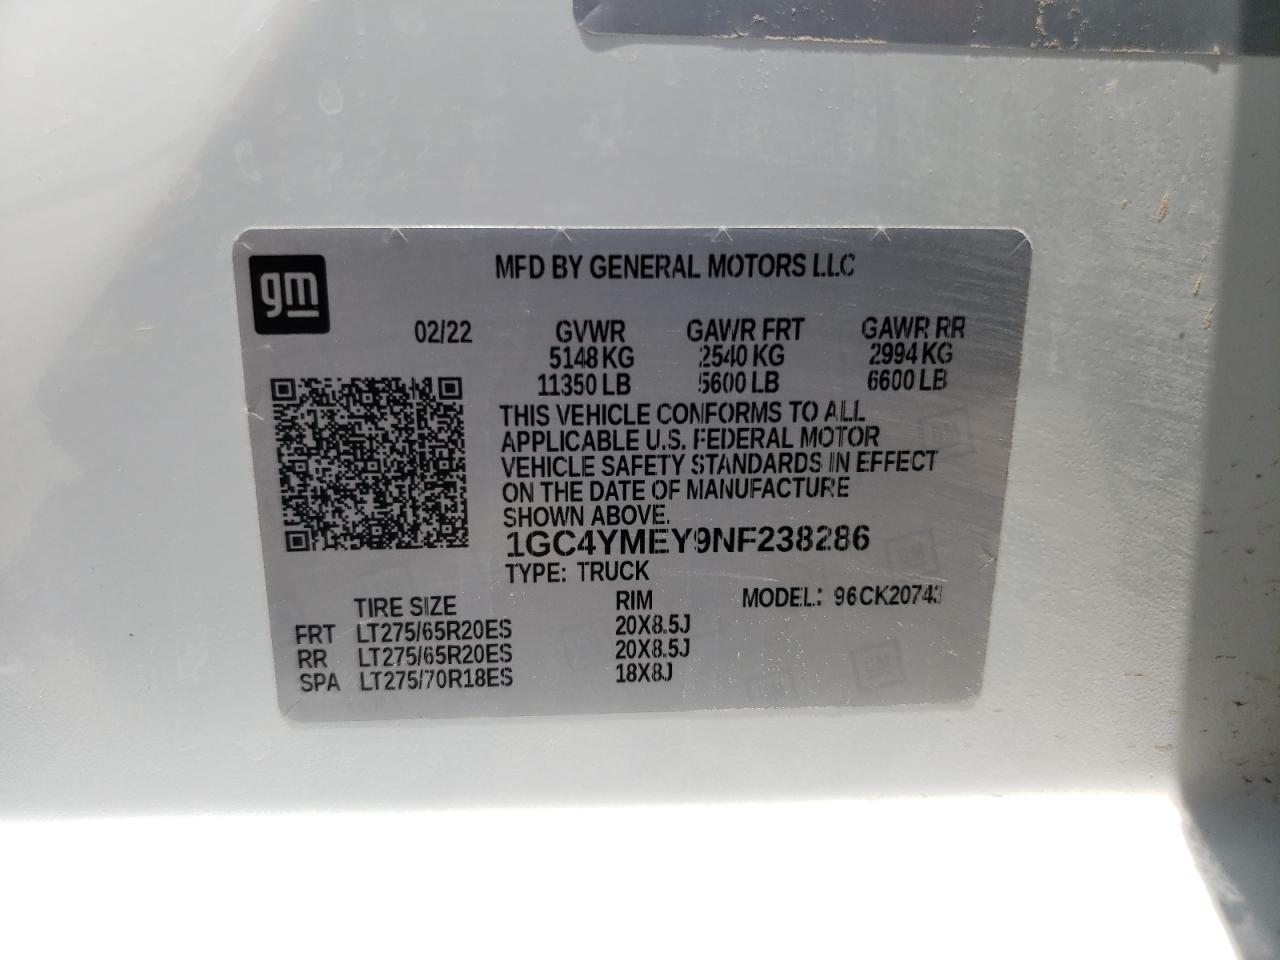 gm
MFD BY GENERAL MOTORS LLC
02/22 GVWR GAWR FRT GAWR RR
5148 KG 2540 KG 2994 KG
11350 LB 5600 LB 6600 LB
THIS VEHICLE CONFORMS TO ALL
APPLICABLE U.S. FEDERAL MOTOR
VEHICLE SAFETY STANDARDS IN EFFECT
ON THE DATE OF MANUFACTURE
SHOWN ABOVE.
1GC4YMEY9NF238286
TYPE: TRUCK
TIRE SIZE RIM MODEL: 96CK20743
FRT LT275/65R20ES 20X8.5J
RR LT275/65R20ES 20X8.5J
SPA LT275/70R18ES 18X8J